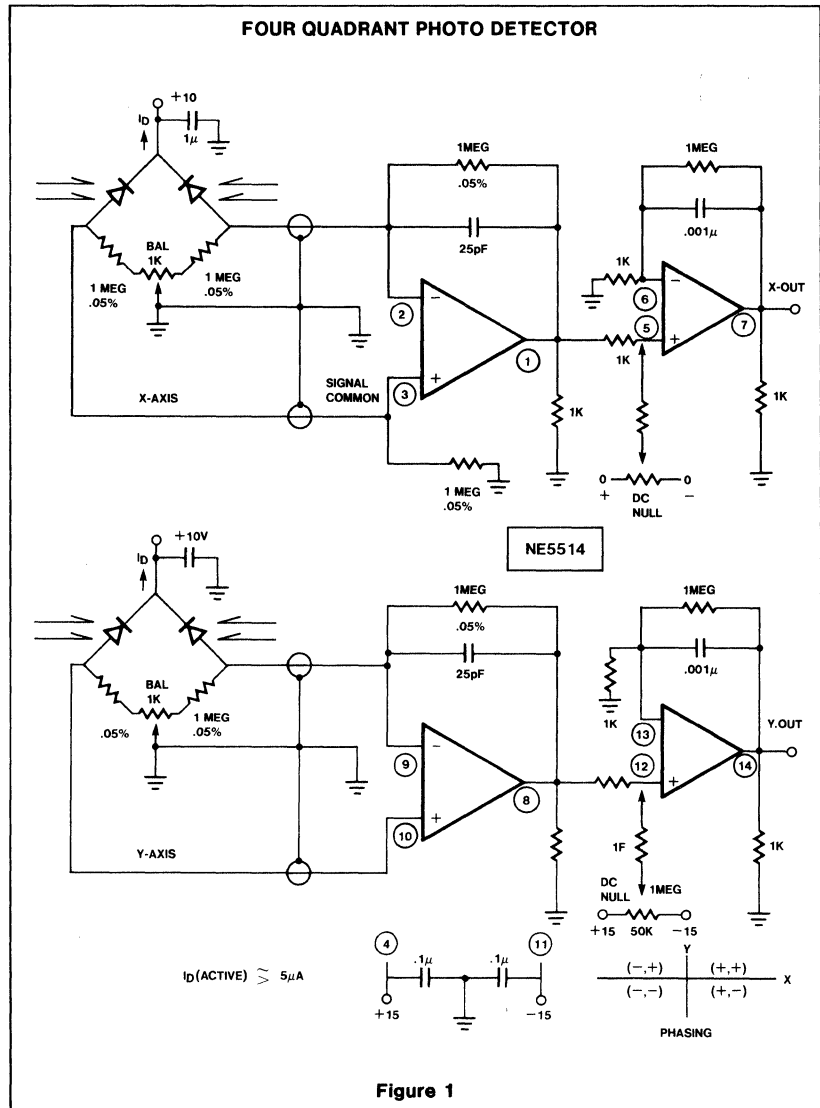 FOUR QUADRANT PHOTO DETECTOR
+10
ID
1μ
1MEG
.05%
25pF
1MEG
.001μ
BAL
1K
1 MEG
.05%
1 MEG
.05%
1K
X-OUT
2
−
3
+
1
6
−
5
+
7
1K
SIGNAL
COMMON
X-AXIS
1K
1K
1 MEG
.05%
0
0
+
DC
NULL
−
NE5514
+10V
ID
1MEG
.05%
25pF
1MEG
.001μ
BAL
1K
.05%
1 MEG
.05%
1K
Y.OUT
9
−
10
+
8
13
12
+
14
Y-AXIS
1F
1K
DC
NULL
1MEG
+15
50K
−15
ID(ACTIVE) ≳ 5μA
4
.1μ
.1μ
11
+15
−15
Y
(−,+)
(+,+)
X
(−,−)
(+,−)
PHASING
Figure 1